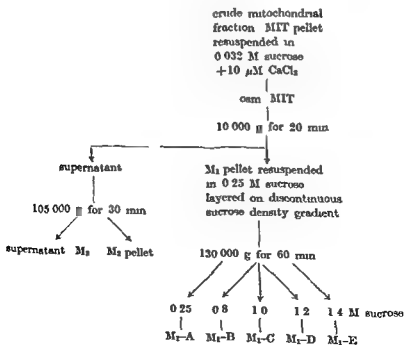 crude mitochondrial
fraction MIT pellet
resuspended in
0 032 M sucrose
+10 μM CaCl₂
osm MIT
10 000 g for 20 min
supernatant
M₁ pellet resuspended
in 0 25 M sucrose
layered on discontinuous
sucrose density gradient
105 000 g for 30 min
supernatant M₃ M₂ pellet
130 000 g for 60 min
0 25 0 8 1 0 1 2 1 4 M sucrose
M₁–A M₁–B M₁–C M₁–D M₁–E